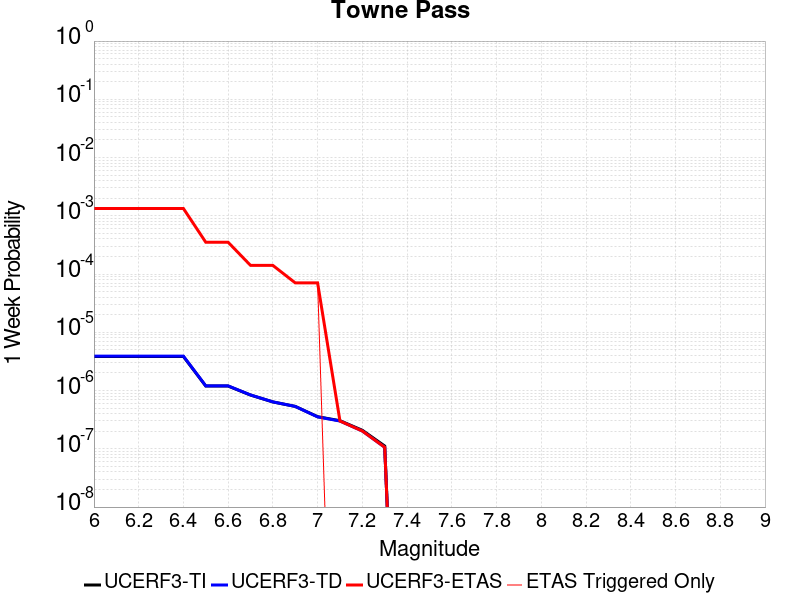 Towne Pass
1 Week Probability
10^0
10^-1
10^-2
10^-3
10^-4
10^-5
10^-6
10^-7
10^-8
6 6.2 6.4 6.6 6.8 7 7.2 7.4 7.6 7.8 8 8.2 8.4 8.6 8.8 9
Magnitude
UCERF3-TI UCERF3-TD UCERF3-ETAS ETAS Triggered Only